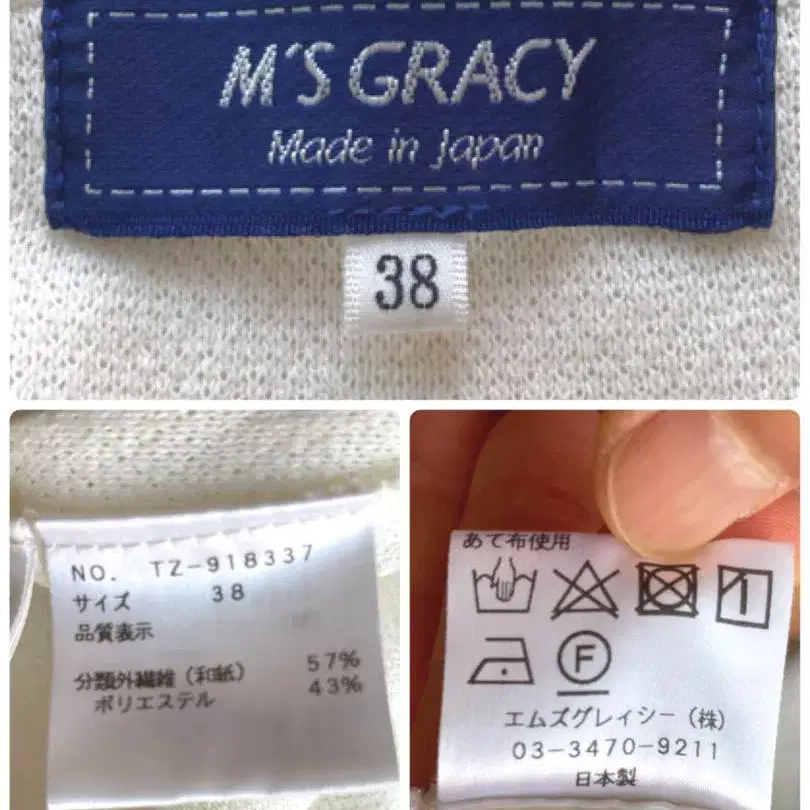 M'S GRACY
Made in Japan
38
NO. TZ-918337
サイズ 38
品質表示
分類外繊維（和紙） 57%
ポリエステル 43%
あて布使用
F
エムズグレイシー（株）
03-3470-9211
日本製